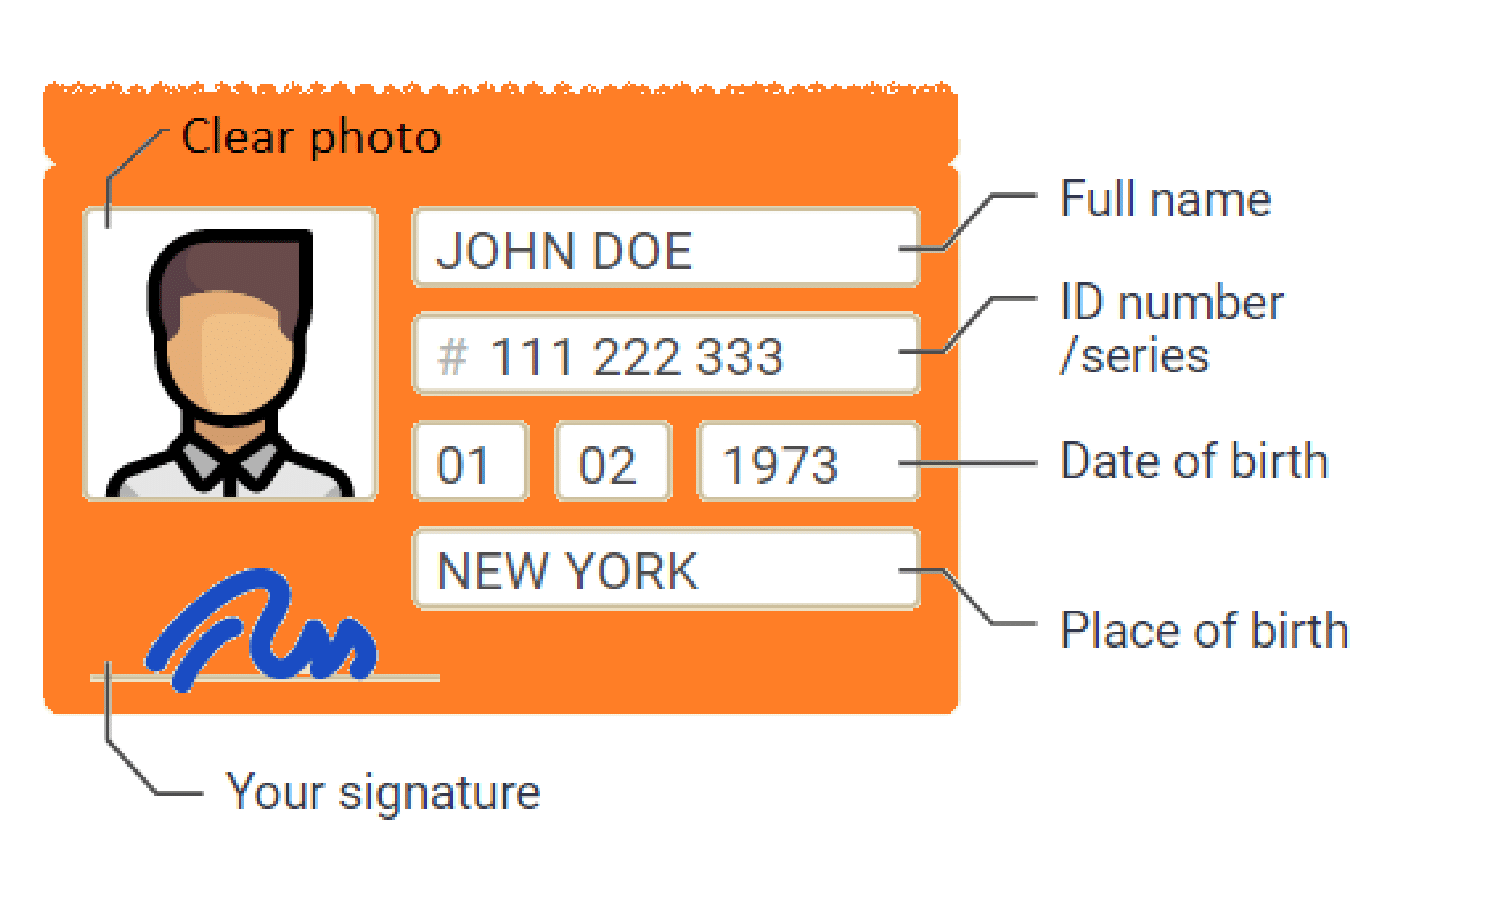 Clear photo
Full name
JOHN DOE
ID number
/series
# 111 222 333
01 02 1973
Date of birth
NEW YORK
Place of birth
Your signature